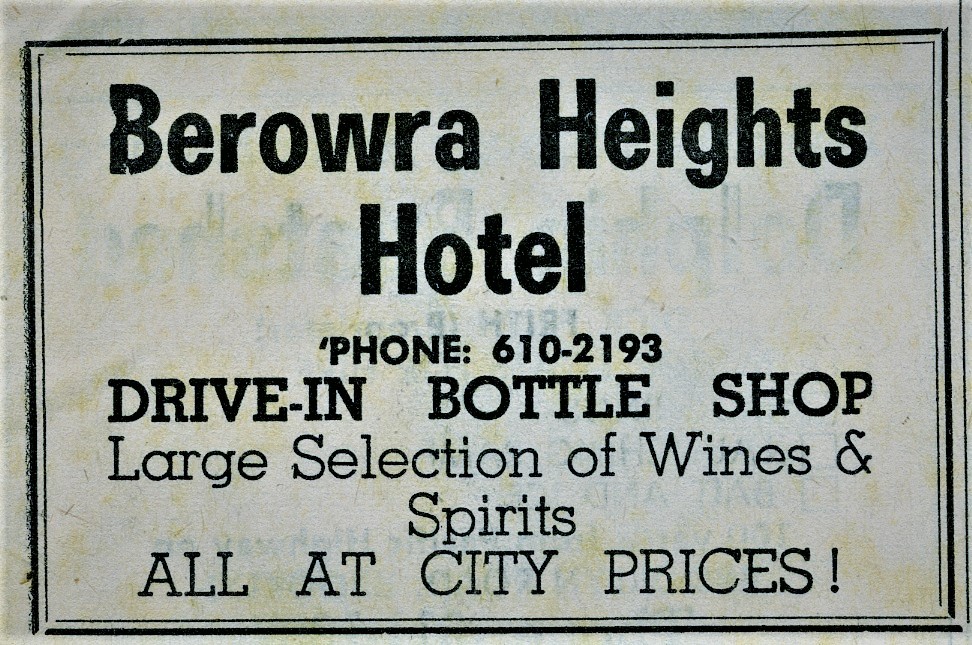 Berowra Heights
Hotel
'PHONE: 610-2193
DRIVE-IN BOTTLE SHOP
Large Selection of Wines &
Spirits
ALL AT CITY PRICES!